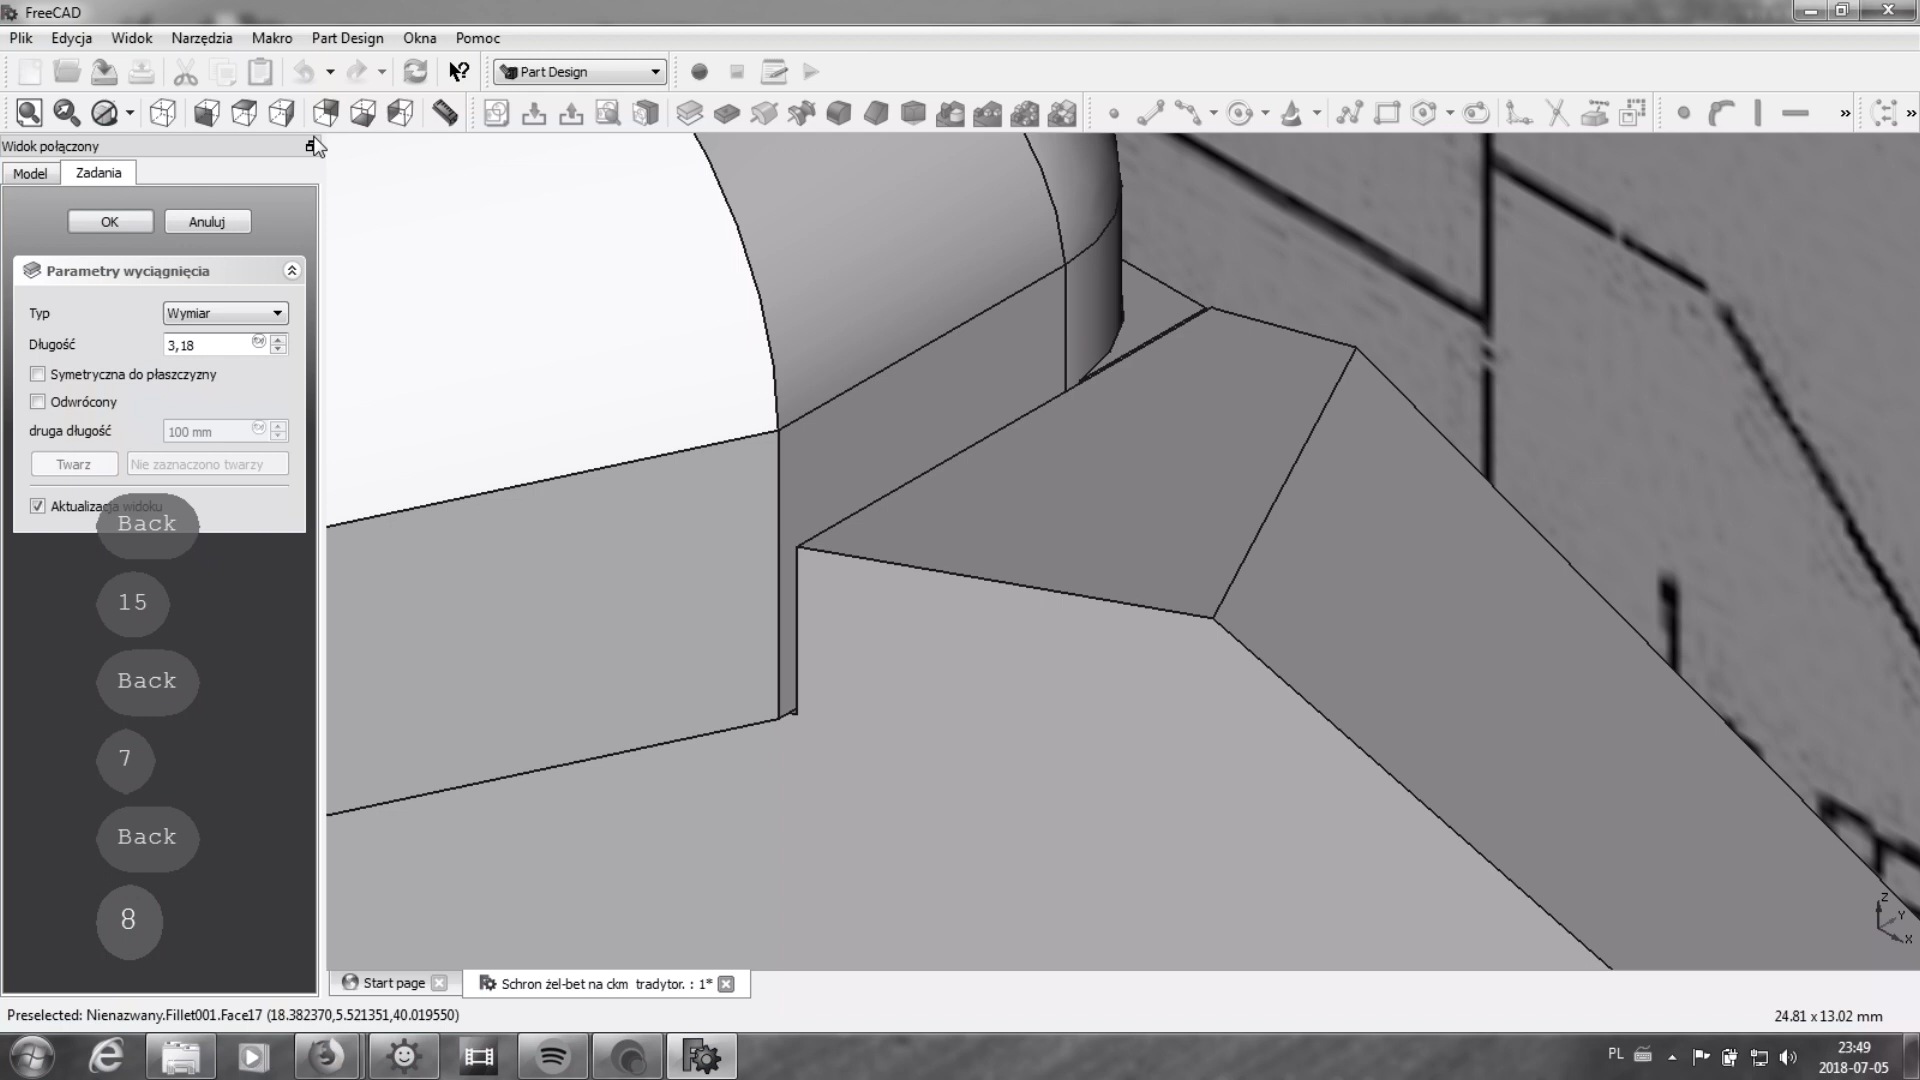 FreeCAD
Plik Edycja Widok Narzędzia Makro Part Design Okna Pomoc
Part Design
Widok połączony
Model Zadania
OK Anuluj
Parametry wyciągnięcia
Typ Wymiar
Długość 3,18
Symetryczna do płaszczyzny
Odwrócony
druga długość 100 mm
Twarz Nie zaznaczono twarzy
Aktualizacja widoku
Back
15
Back
7
Back
8
Z
Y
X
Start page Schron żel-bet na ckm tradytor. : 1*
Preselected: Nienazwany.Fillet001.Face17 (18.382370,5.521351,40.019550) 24.81 x 13.02 mm
PL 23:49
2018-07-05